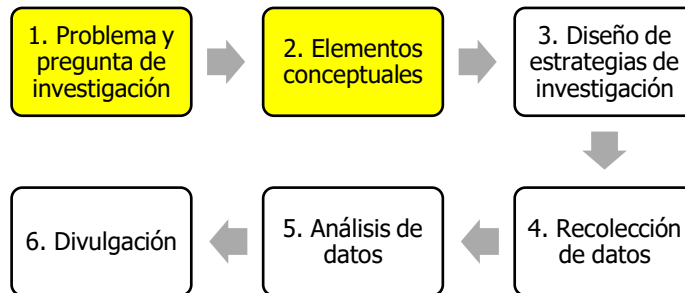 1. Problema y
pregunta de
investigación
2. Elementos
conceptuales
3. Diseño de
estrategias de
investigación
4. Recolección
de datos
5. Análisis de
datos
6. Divulgación